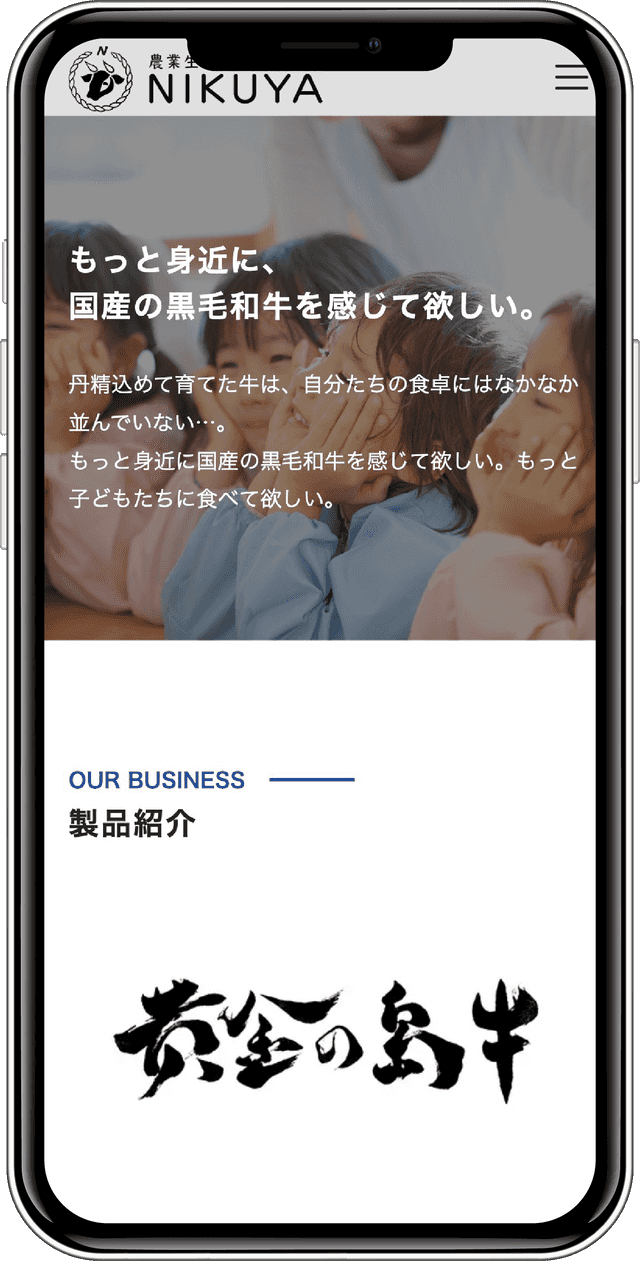 N
農業生
NIKUYA
もっと身近に、
国産の黒毛和牛を感じて欲しい。
丹精込めて育てた牛は、自分たちの食卓にはなかなか
並んでいない…。
もっと身近に国産の黒毛和牛を感じて欲しい。もっと
子どもたちに食べて欲しい。
OUR BUSINESS
製品紹介
黄金の島牛